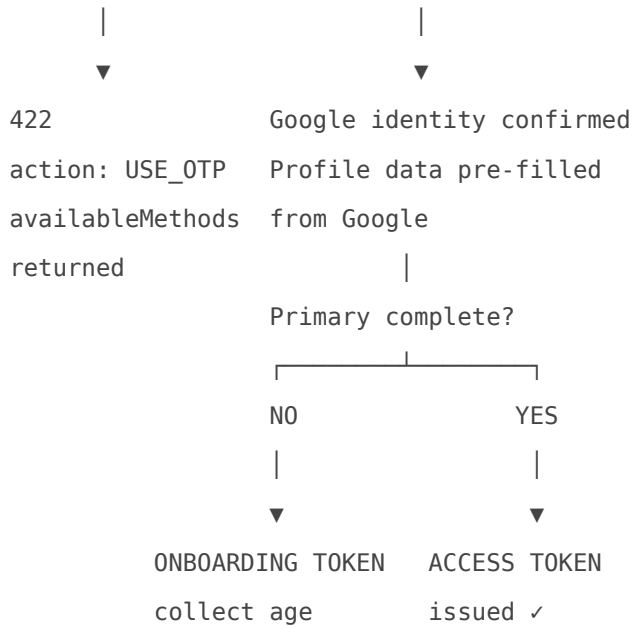 422 Google identity confirmed
action: USE_OTP Profile data pre-filled
availableMethods from Google
returned
Primary complete?
NO YES
ONBOARDING TOKEN ACCESS TOKEN
collect age issued ✓